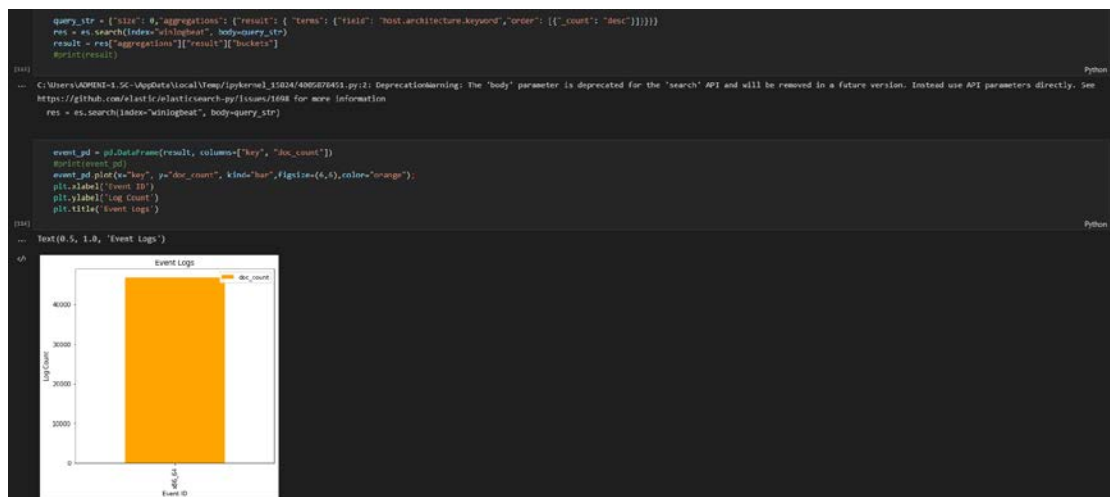 query_str = {"size": 0,"aggregations": {"result": { "terms": {"field": "host.architecture.keyword","order": [{"_count": "desc"}]}}}}
res = es.search(index="winlogbeat", body=query_str)
result = res["aggregations"]["result"]["buckets"]
#print(result)
Python
... C:\Users\ADMINI~1.SC-\AppData\Local\Temp/ipykernel_15024/4005876451.py:2: DeprecationWarning: The 'body' parameter is deprecated for the 'search' API and will be removed in a future version. Instead use API parameters directly. See
https://github.com/elastic/elasticsearch-py/issues/1698 for more information
res = es.search(index="winlogbeat", body=query_str)
event_pd = pd.DataFrame(result, columns=["key", "doc_count"])
#print(event_pd)
event_pd.plot(x="key", y="doc_count", kind="bar",figsize=(6,6),color="orange");
plt.xlabel('Event ID')
plt.ylabel('Log Count')
plt.title('Event Logs')
Python
... Text(0.5, 1.0, 'Event Logs')
</>
Event Logs
doc_count
40000
30000
20000
10000
0
Log Count
x86_64
Event ID